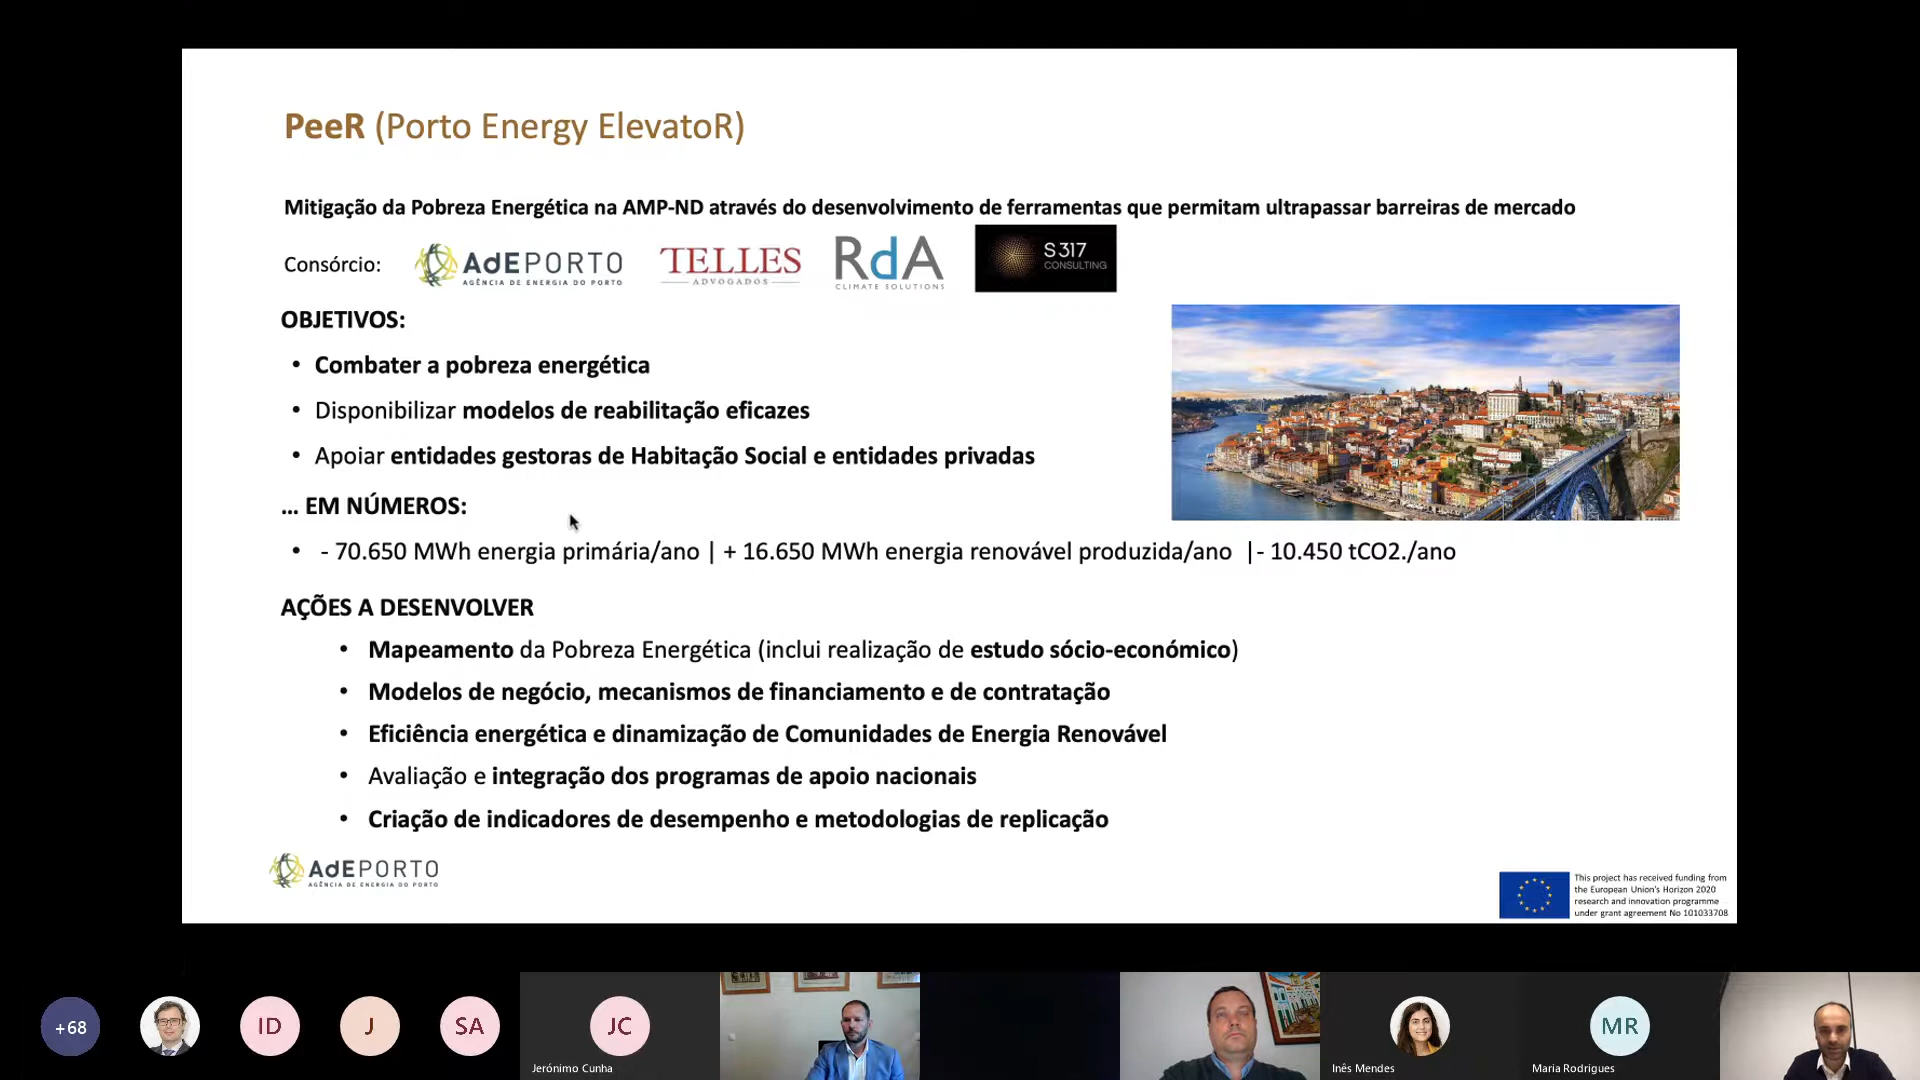 PeeR (Porto Energy ElevatoR)
Mitigação da Pobreza Energética na AMP-ND através do desenvolvimento de ferramentas que permitam ultrapassar barreiras de mercado
Consórcio:
AdEPORTO
AGÊNCIA DE ENERGIA DO PORTO
TELLES
ADVOGADOS
RdA
CLIMATE SOLUTIONS
S317
CONSULTING
OBJETIVOS:
• Combater a pobreza energética
• Disponibilizar modelos de reabilitação eficazes
• Apoiar entidades gestoras de Habitação Social e entidades privadas
... EM NÚMEROS:
• - 70.650 MWh energia primária/ano | + 16.650 MWh energia renovável produzida/ano |- 10.450 tCO2./ano
AÇÕES A DESENVOLVER
• Mapeamento da Pobreza Energética (inclui realização de estudo sócio-económico)
• Modelos de negócio, mecanismos de financiamento e de contratação
• Eficiência energética e dinamização de Comunidades de Energia Renovável
• Avaliação e integração dos programas de apoio nacionais
• Criação de indicadores de desempenho e metodologias de replicação
AdEPORTO
AGÊNCIA DE ENERGIA DO PORTO
This project has received funding from
the European Union's Horizon 2020
research and innovation programme
under grant agreement No 101033708
+68
ID
J
SA
JC
Jerónimo Cunha
Inês Mendes
MR
Maria Rodrigues